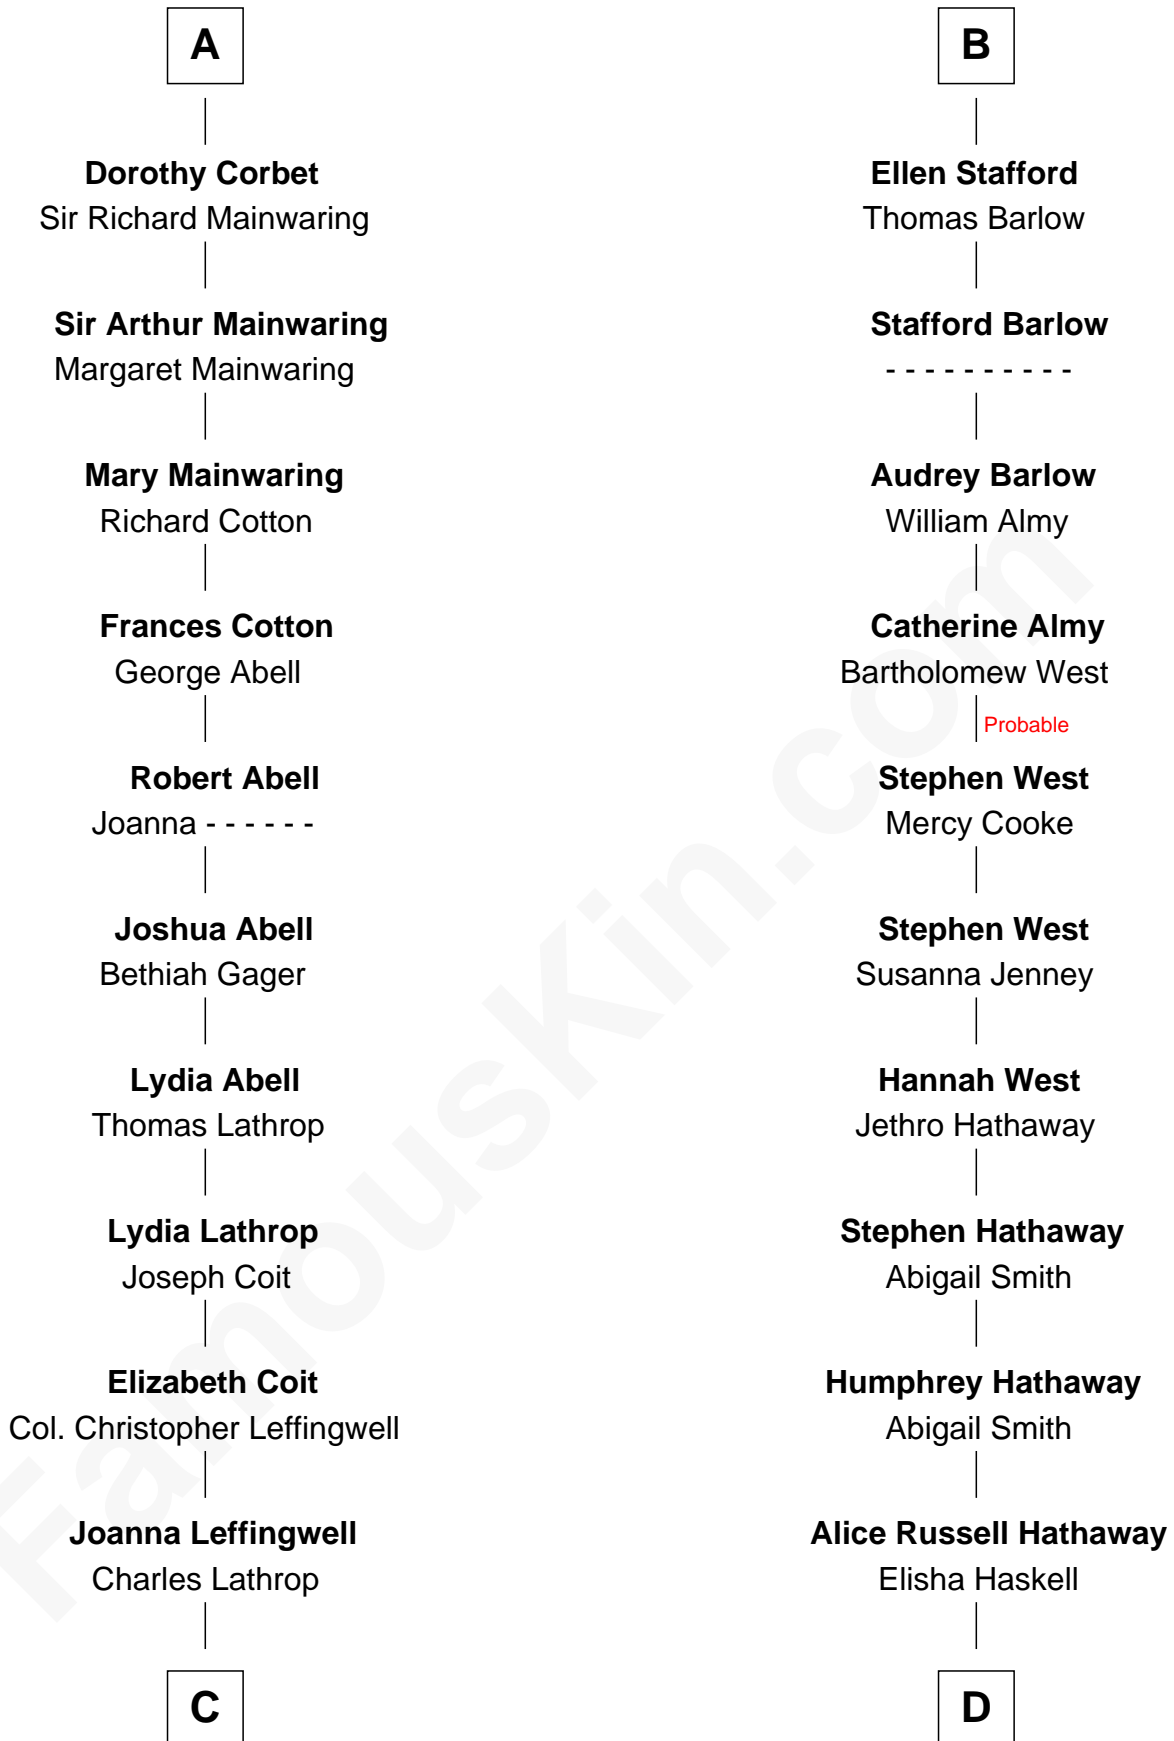 A
Dorothy Corbet
Sir Richard Mainwaring
Sir Arthur Mainwaring
Margaret Mainwaring
Mary Mainwaring
Richard Cotton
Frances Cotton
George Abell
Robert Abell
Joanna - - - - - -
Joshua Abell
Bethiah Gager
Lydia Abell
Thomas Lathrop
Lydia Lathrop
Joseph Coit
Elizabeth Coit
Col. Christopher Leffingwell
Joanna Leffingwell
Charles Lathrop
C
B
Ellen Stafford
Thomas Barlow
Stafford Barlow
- - - - - - - - - -
Audrey Barlow
William Almy
Catherine Almy
Bartholomew West
Probable
Stephen West
Mercy Cooke
Stephen West
Susanna Jenney
Hannah West
Jethro Hathaway
Stephen Hathaway
Abigail Smith
Humphrey Hathaway
Abigail Smith
Alice Russell Hathaway
Elisha Haskell
D
FamousKin.com